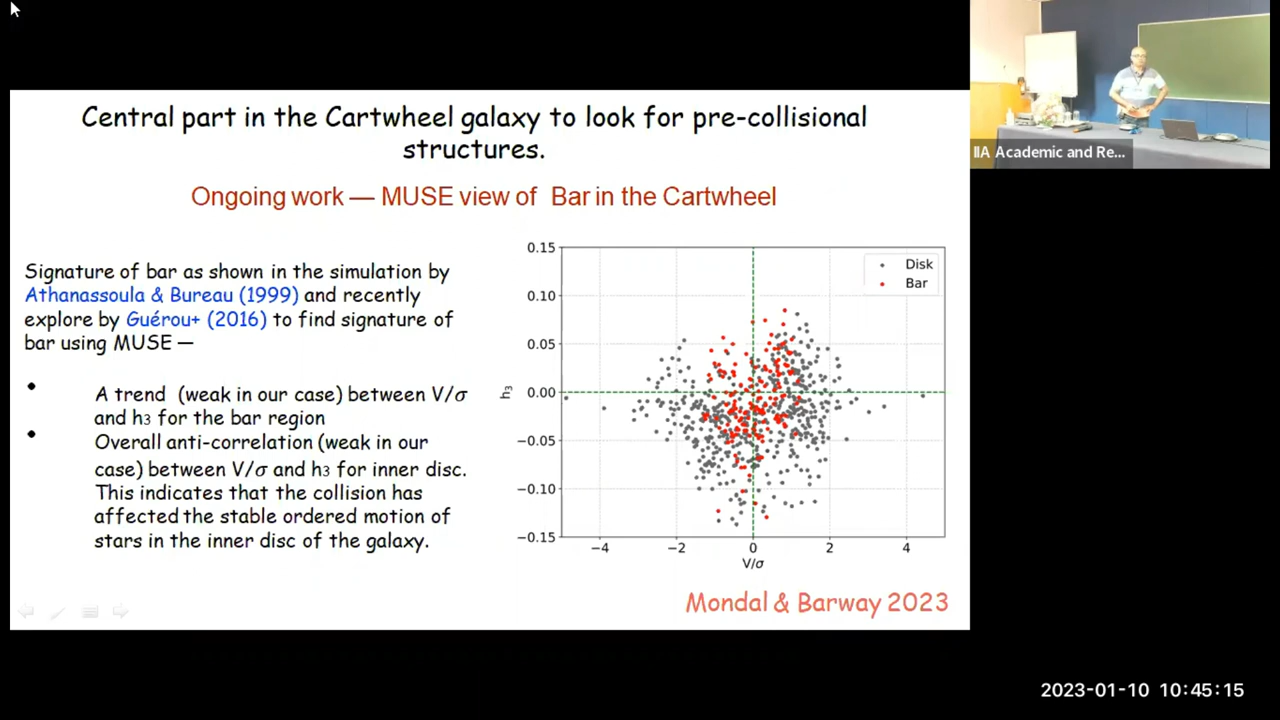 Central part in the Cartwheel galaxy to look for pre-collisional
structures.
Ongoing work — MUSE view of Bar in the Cartwheel
Signature of bar as shown in the simulation by
Athanassoula & Bureau (1999) and recently
explore by Guérou+ (2016) to find signature of
bar using MUSE —
• A trend (weak in our case) between V/σ
and h3 for the bar region
• Overall anti-correlation (weak in our
case) between V/σ and h3 for inner disc.
This indicates that the collision has
affected the stable ordered motion of
stars in the inner disc of the galaxy.
Disk
Bar
0.15
0.10
0.05
0.00
−0.05
−0.10
−0.15
h3
−4 −2 0 2 4
V/σ
Mondal & Barway 2023
IIA Academic and Re...
2023-01-10 10:45:15